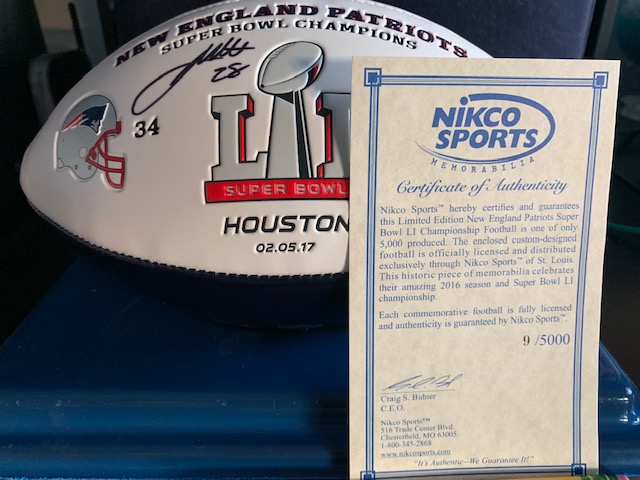 NEW ENGLAND PATRIOTS
SUPER BOWL CHAMPIONS
28
34
LI
SUPER BOWL
HOUSTON
02.05.17
NiKCO
SPORTS
MEMORABILIA
Certificate of Authenticity
Nikco Sports™ hereby certifies and guarantees
this Limited Edition New England Patriots Super
Bowl LI Championship Football is one of only
5,000 produced. The enclosed custom-designed
football is officially licensed and distributed
exclusively through Nikco Sports™ of St. Louis.
This historic piece of memorabilia celebrates
their amazing 2016 season and Super Bowl LI
championship.
Each commemorative football is fully licensed
and authenticity is guaranteed by Nikco Sports™.
9 /5000
Craig S. Bidner
C.E.O.
Nikco Sports™
516 Trade Center Blvd.
Chesterfield, MO 63005
1-800-345-2868
www.nikcosports.com
"It's Authentic--We Guarantee It!"